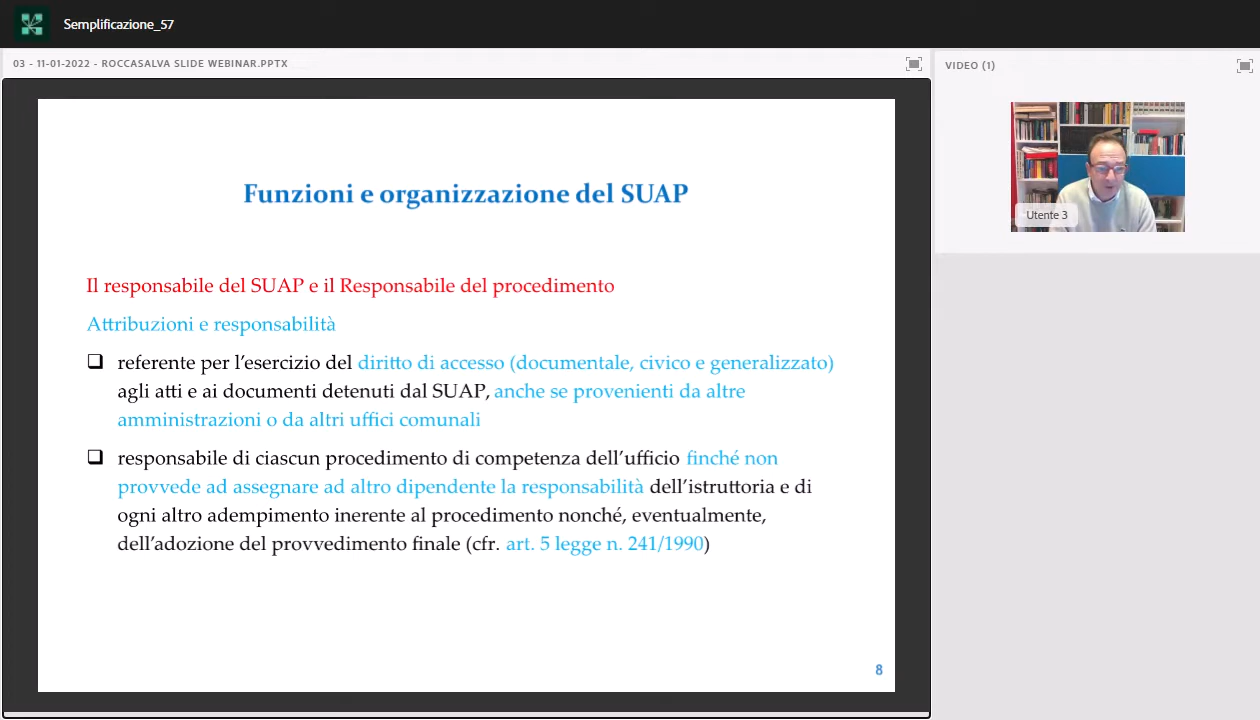 Semplificazione_57
03 - 11-01-2022 - ROCCASALVA SLIDE WEBINAR.PPTX
VIDEO (1)
Utente 3
Funzioni e organizzazione del SUAP
Il responsabile del SUAP e il Responsabile del procedimento
Attribuzioni e responsabilità
❑ referente per l’esercizio del diritto di accesso (documentale, civico e generalizzato)
agli atti e ai documenti detenuti dal SUAP, anche se provenienti da altre
amministrazioni o da altri uffici comunali
❑ responsabile di ciascun procedimento di competenza dell’ufficio finché non
provvede ad assegnare ad altro dipendente la responsabilità dell’istruttoria e di
ogni altro adempimento inerente al procedimento nonché, eventualmente,
dell’adozione del provvedimento finale (cfr. art. 5 legge n. 241/1990)
8